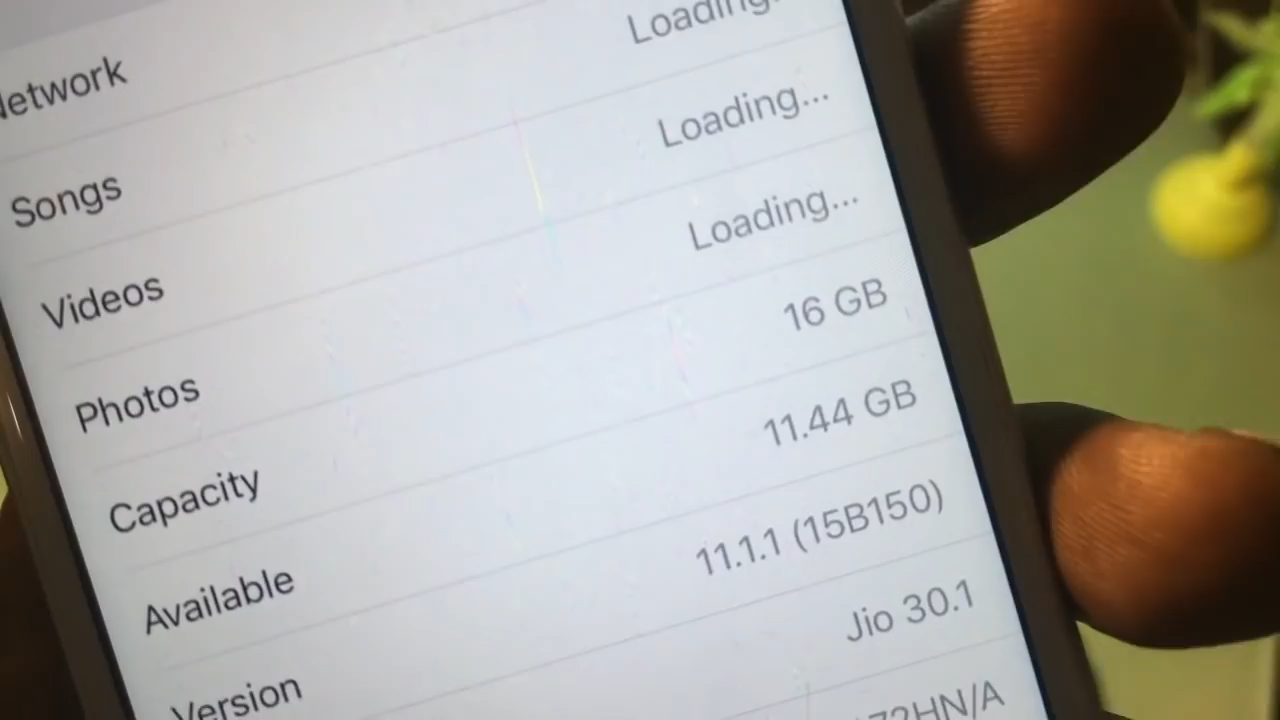 Network
Songs Loading...
Videos Loading...
Photos Loading...
Capacity 16 GB
Available 11.44 GB
Version 11.1.1 (15B150)
Jio 30.1
72HN/A